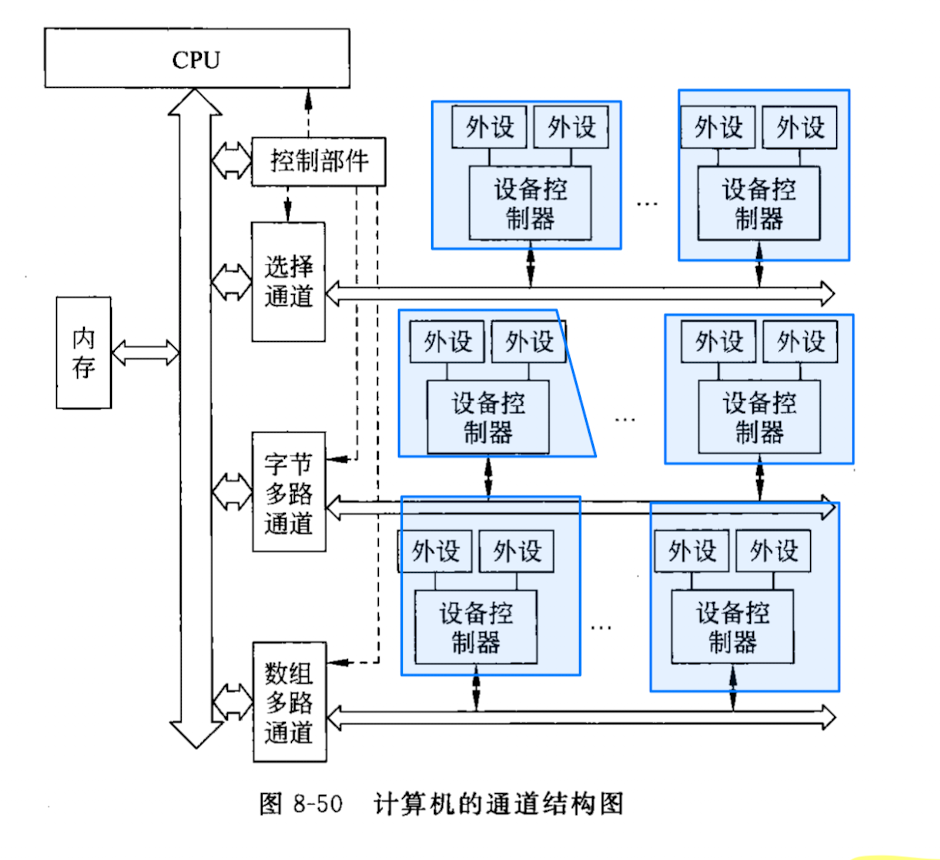 CPU
控制部件
外设 外设
设备控
制器
…
外设 外设
设备控
制器
选择
通道
内
存
外设 外设
设备控
制器
…
外设 外设
设备控
制器
字节
多路
通道
外设 外设
设备控
制器
…
外设 外设
设备控
制器
数组
多路
通道
图 8-50 计算机的通道结构图